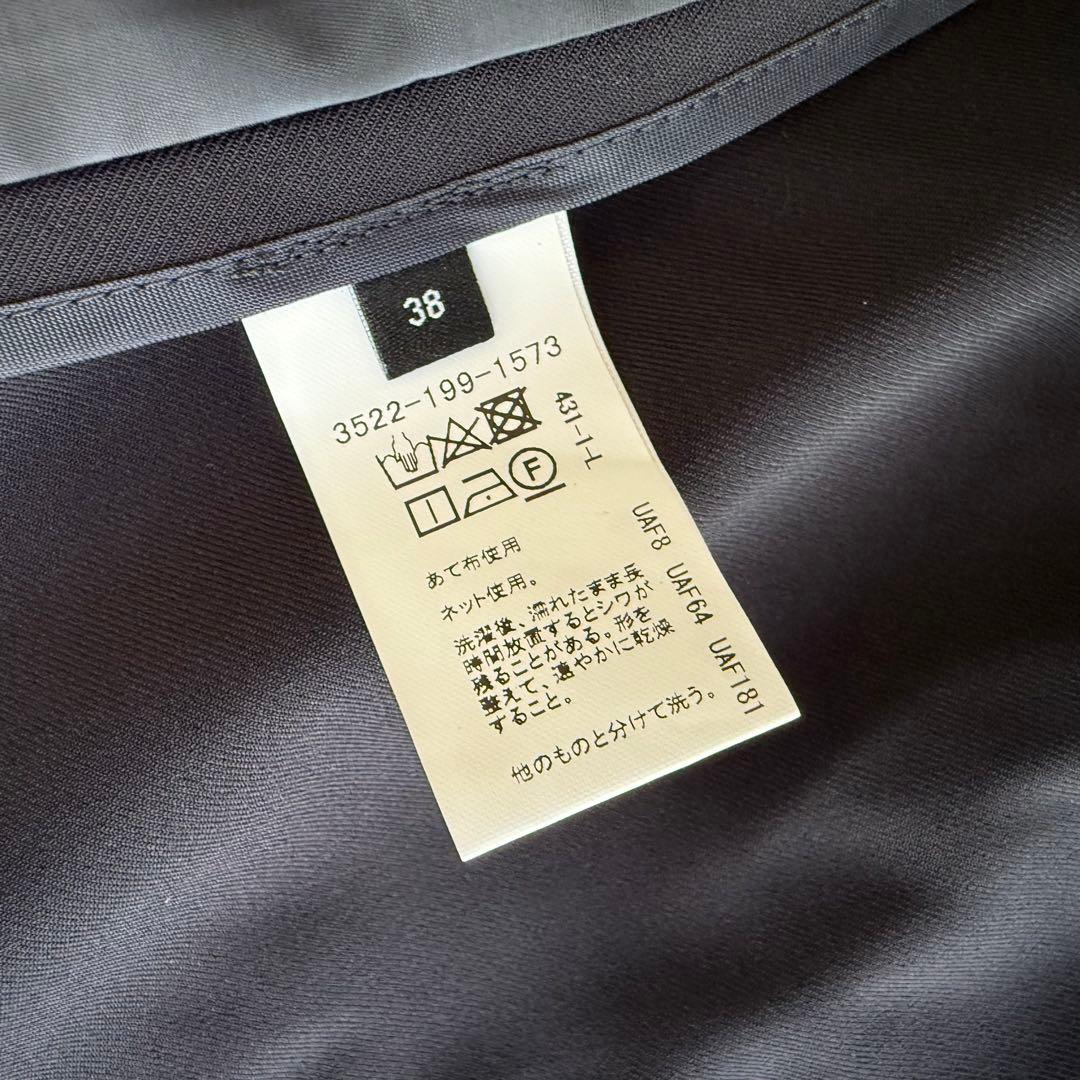 38
3522-199-1573
431-1-L
F
あて布使用
ネット使用。
洗濯後、濡れたまま長
時間放置するとシワが
残ることがある。形を
整えて、速やかに乾燥
すること。
他のものと分けて洗う。
UAF8 UAF64 UAF181